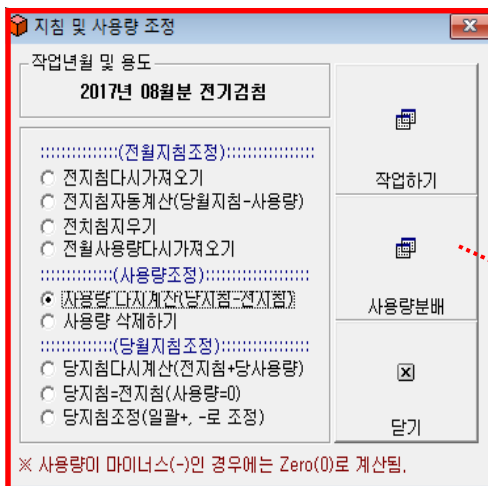 지침 및 사용량 조정
작업년월 및 용도
2017년 08월분 전기검침
:::::::::::::::(전월지침조정):::::::::::::::::
전지침다시가져오기
전지침자동계산(당월지침-사용량)
전치침지우기
전월사용량다시가져오기
::::::::::::::(사용량조정)::::::::::::::::::::
사용량 다시계산(당지침-전지침)
사용량 삭제하기
::::::::::::::(당월지침조정):::::::::::::::::
당지침다시계산(전지침+당사용량)
당지침=전지침(사용량=0)
당지침조정(일괄+, -로 조정)
작업하기
사용량분배
닫기
※ 사용량이 마이너스(-)인 경우에는 Zero(0)로 계산됨.